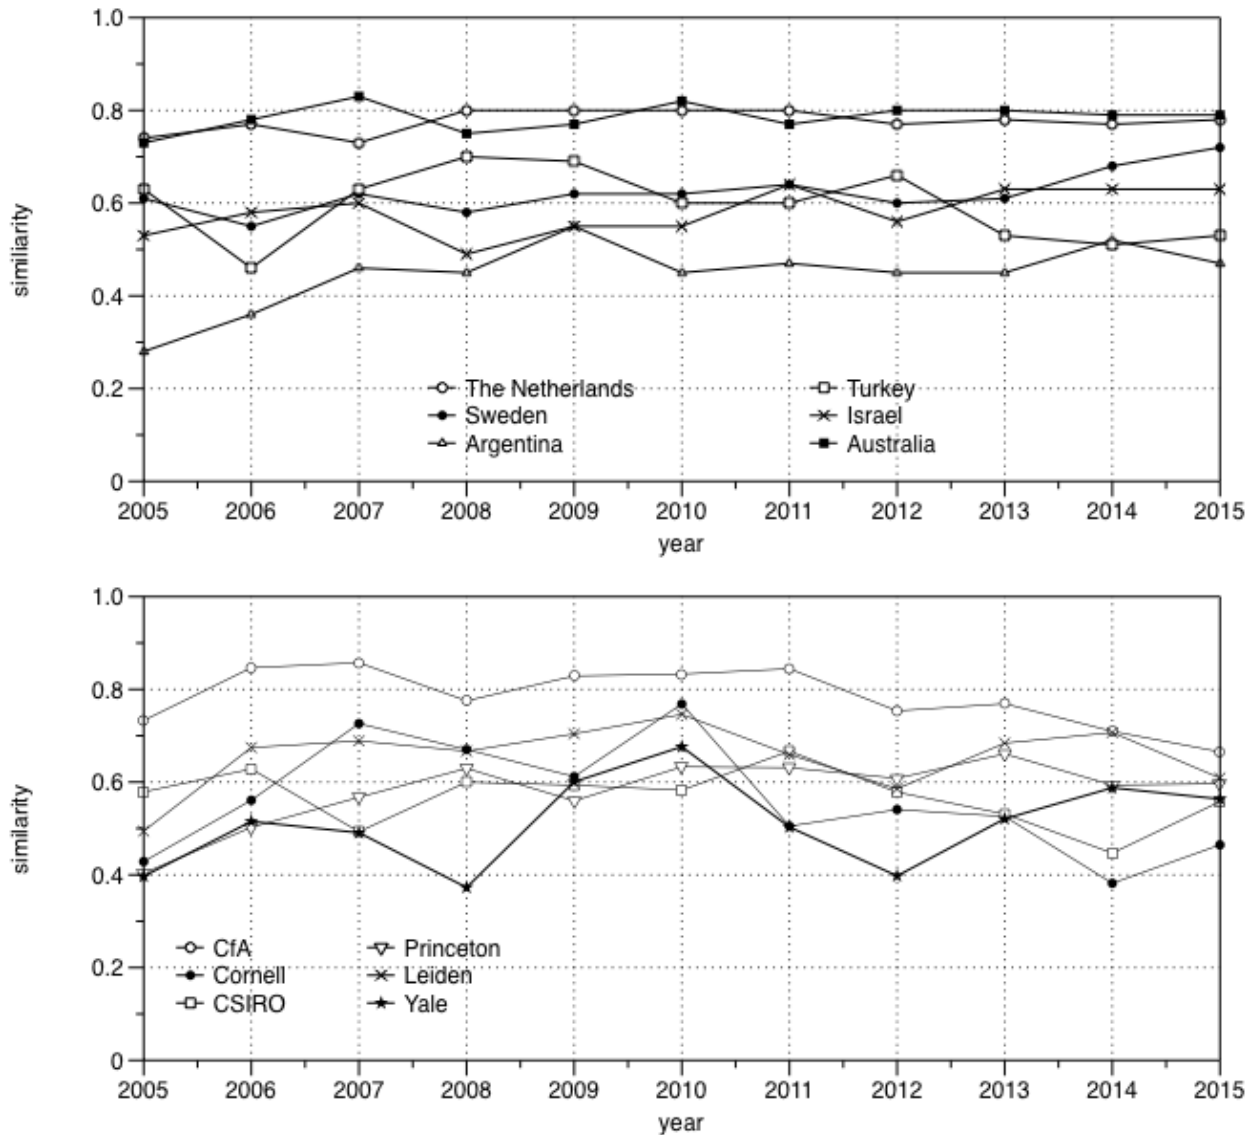 1.0
0.8
0.6
0.4
0.2
0
similiarity
The Netherlands
Sweden
Argentina
Turkey
Israel
Australia
2005 2006 2007 2008 2009 2010 2011 2012 2013 2014 2015
year
1.0
0.8
0.6
0.4
0.2
0
similarity
CfA
Cornell
CSIRO
Princeton
Leiden
Yale
2005 2006 2007 2008 2009 2010 2011 2012 2013 2014 2015
year